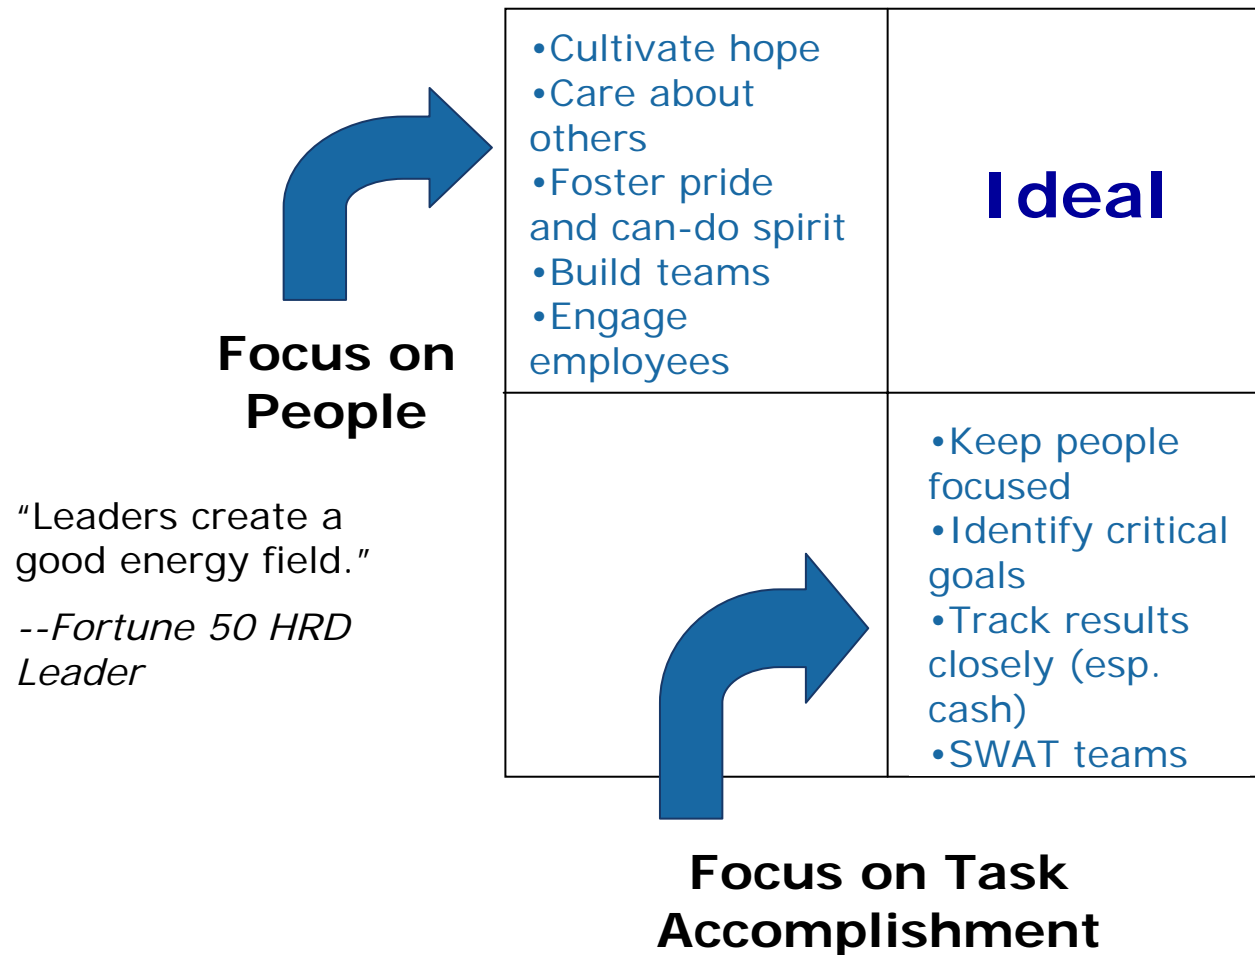 •Cultivate hope
•Care about
others
•Foster pride
and can-do spirit
•Build teams
•Engage
employees
Ideal
Focus on
People
"Leaders create a
good energy field."
--Fortune 50 HRD
Leader
•Keep people
focused
•Identify critical
goals
•Track results
closely (esp.
cash)
•SWAT teams
Focus on Task
Accomplishment